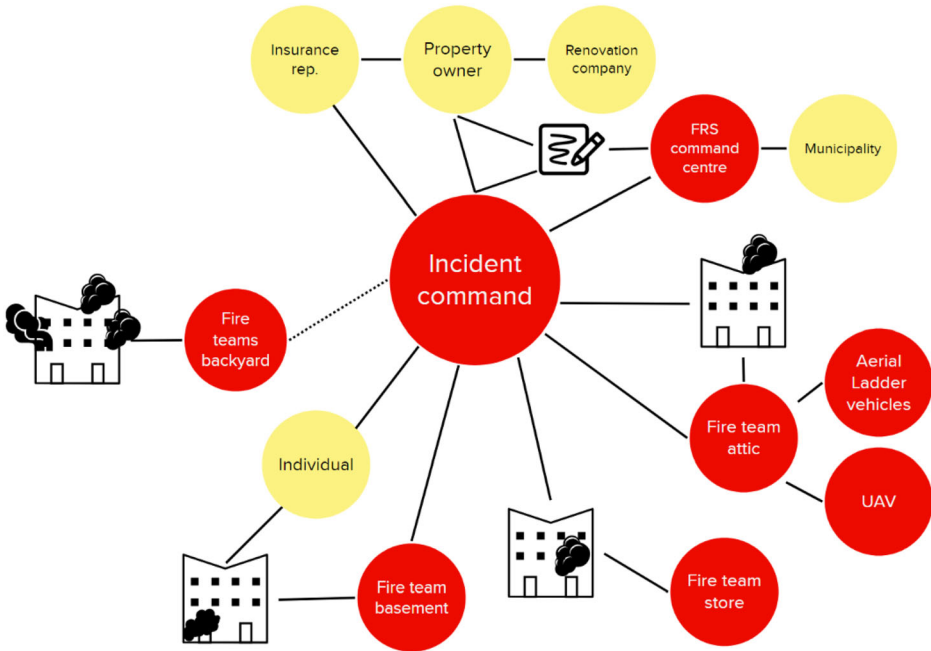 Insurance
rep.
Property
owner
Renovation
company
FRS
command
centre
Municipality
Incident
command
Fire
teams
backyard
Aerial
Ladder
vehicles
Fire team
attic
Individual
UAV
Fire team
basement
Fire team
store